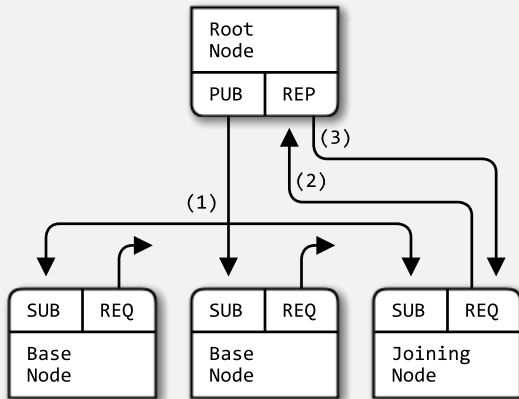 Root
Node
PUB
REP
(3)
(2)
(1)
SUB
REQ
SUB
REQ
SUB
REQ
Base
Node
Base
Node
Joining
Node